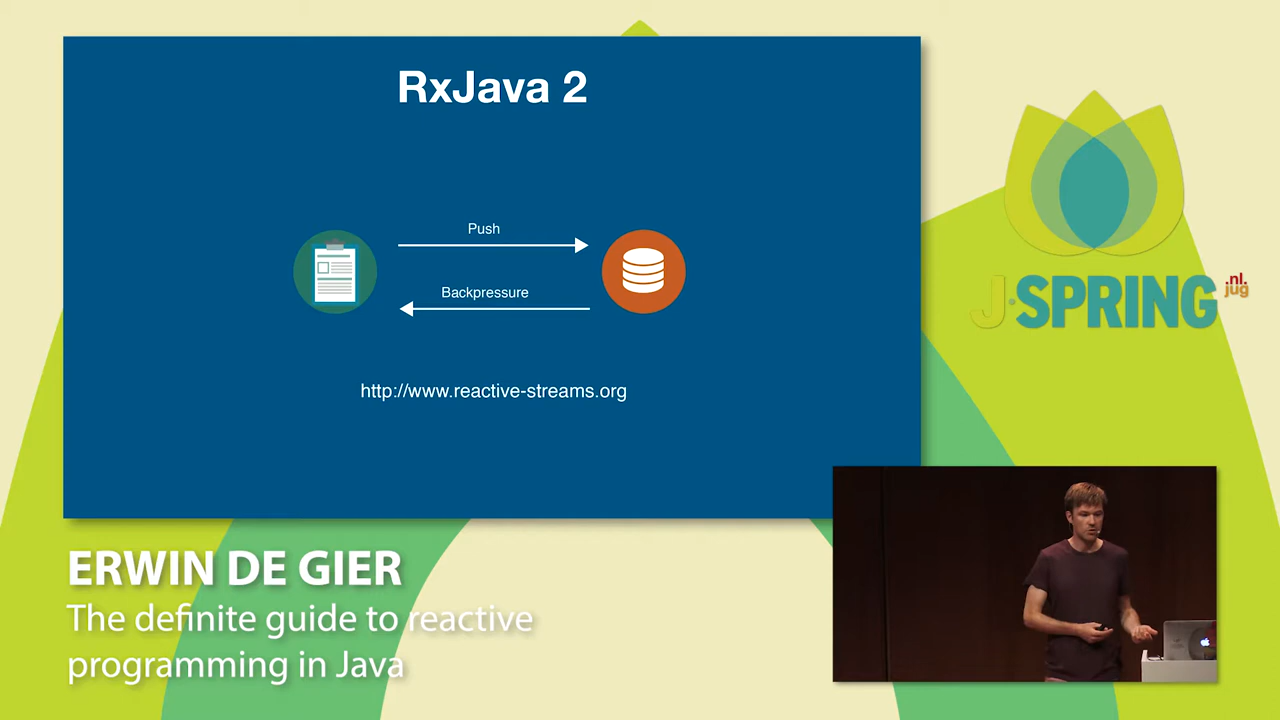 RxJava 2
Push
Backpressure
http://www.reactive-streams.org
J·SPRING
.nl.
jug
ERWIN DE GIER
The definite guide to reactive
programming in Java